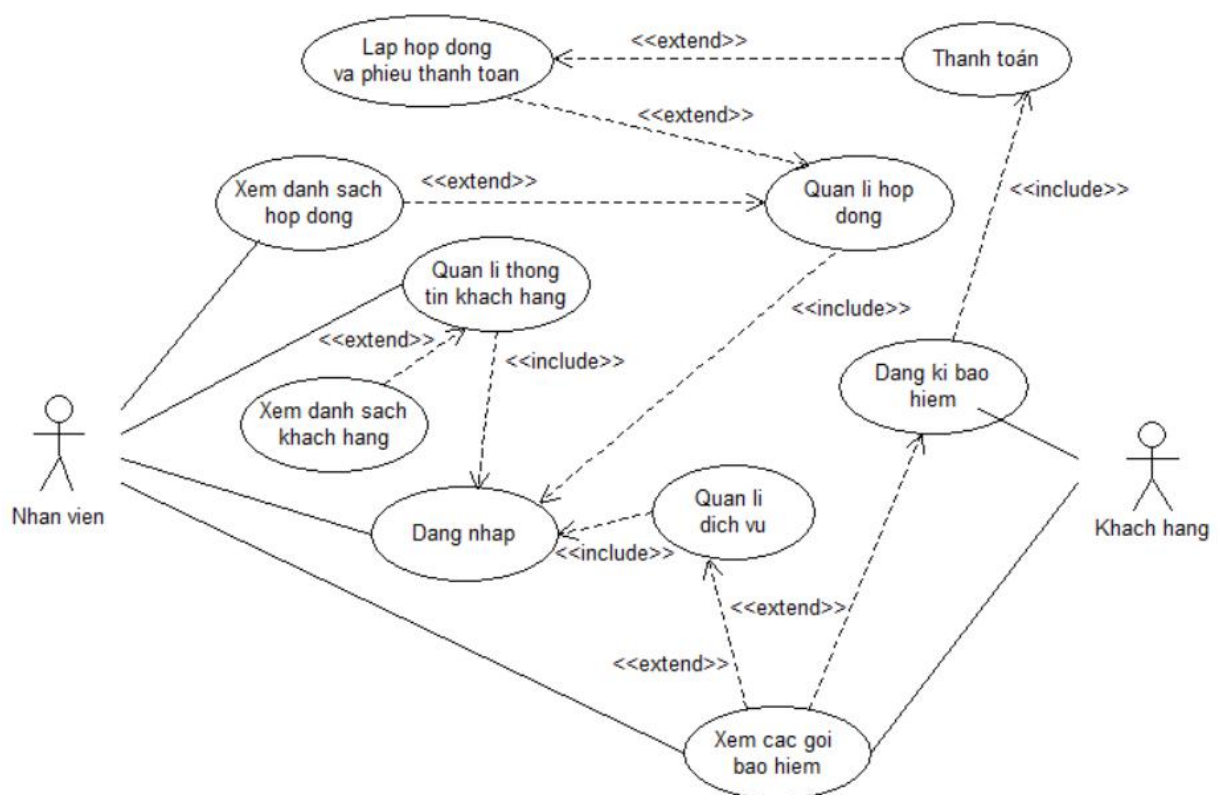 Lap hop dong
va phieu thanh toan
<<extend>>
Thanh toán
<<extend>>
Xem danh sach
hop dong
<<extend>>
Quan li hop
dong
<<include>>
Quan li thong
tin khach hang
<<extend>>
<<include>>
<<include>>
Dang ki bao
hiem
Xem danh sach
khach hang
Nhan vien
Dang nhap
Quan li
dich vu
<<include>>
Khach hang
<<extend>>
<<extend>>
Xem cac goi
bao hiem